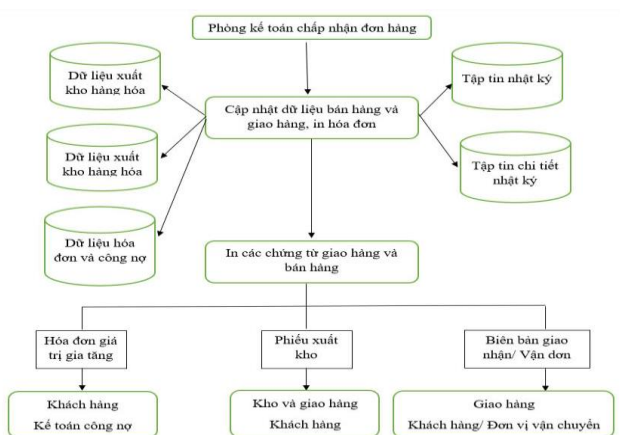 Phòng kế toán chấp nhận đơn hàng
Dữ liệu xuất
kho hàng hóa
Cập nhật dữ liệu bán hàng và
giao hàng, in hóa đơn
Tập tin nhật ký
Dữ liệu xuất
kho hàng hóa
Tập tin chi tiết
nhật ký
Dữ liệu hóa
đơn và công nợ
In các chứng từ giao hàng và
bán hàng
Hóa đơn giá
trị gia tăng
Phiếu xuất
kho
Biên bản giao
nhận/ Vận dơn
Khách hàng
Kế toán công nợ
Kho và giao hàng
Khách hàng
Giao hàng
Khách hàng/ Đơn vị vận chuyển